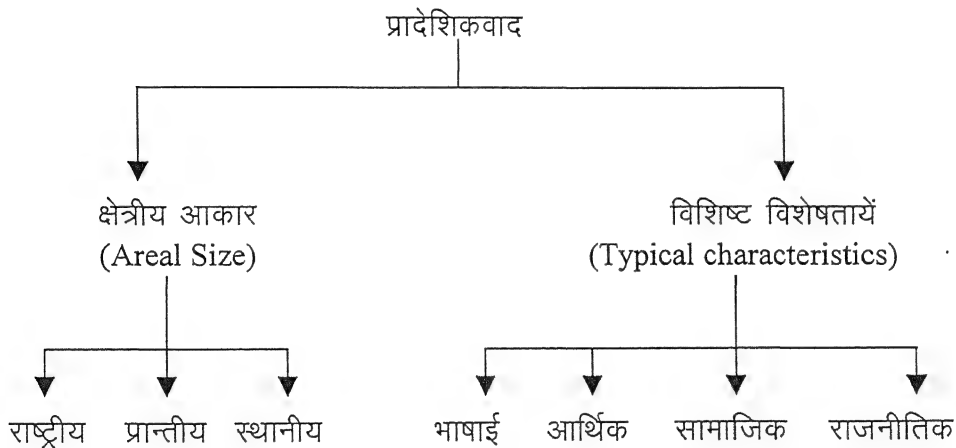 प्रादेशिकवाद
क्षेत्रीय आकार
(Areal Size)
विशिष्ट विशेषतायें
(Typical characteristics)
राष्ट्रीय प्रान्तीय स्थानीय भाषाई आर्थिक सामाजिक राजनीतिक